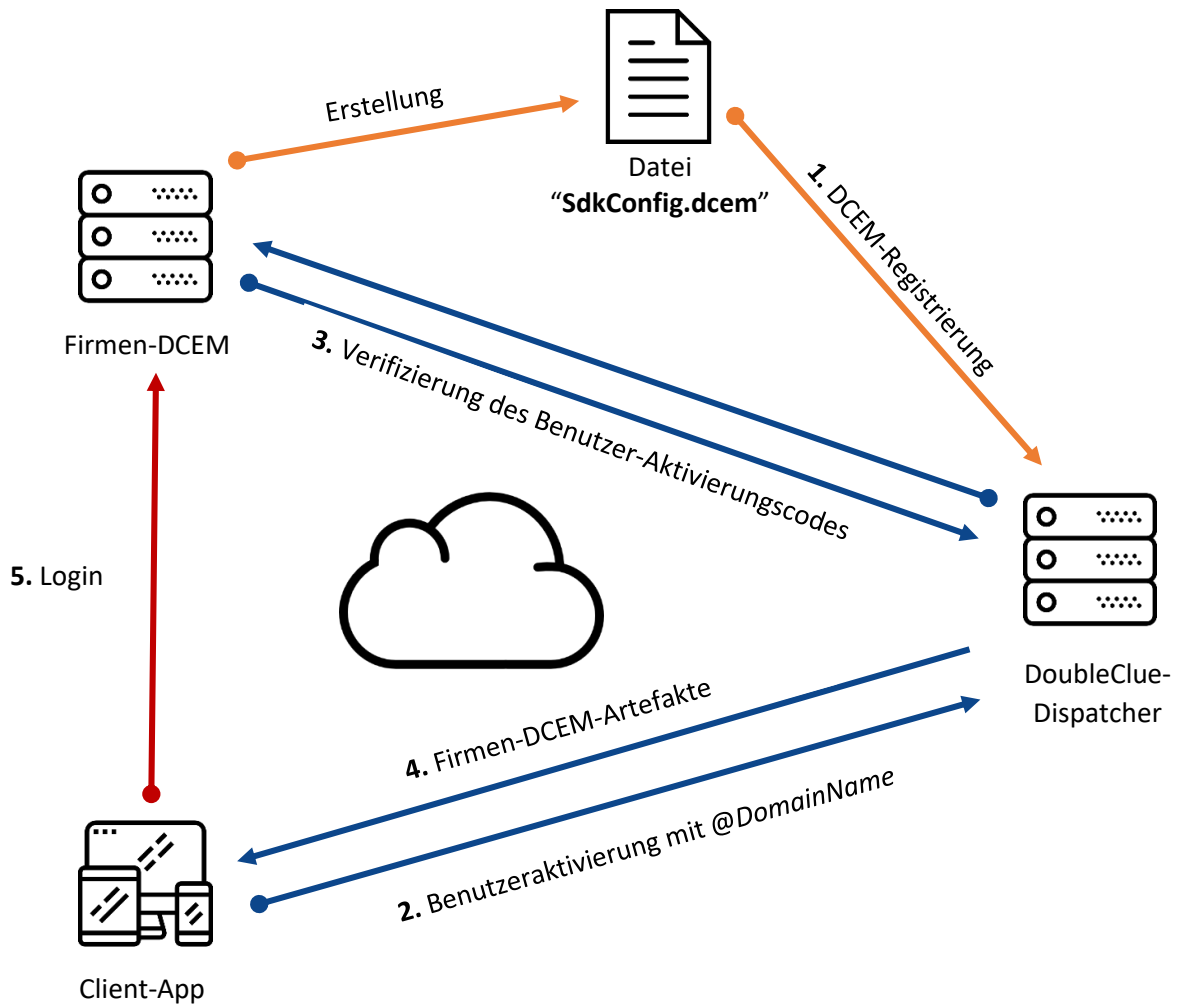 Erstellung
Datei
“SdkConfig.dcem”
1. DCEM-Registrierung
Firmen-DCEM
3. Verifizierung des Benutzer-Aktivierungscodes
5. Login
DoubleClue-
Dispatcher
4. Firmen-DCEM-Artefakte
2. Benutzeraktivierung mit @DomainName
Client-App